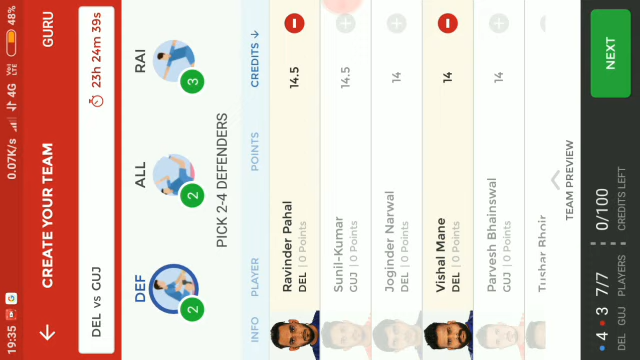 19:35 G 0.07K/s 4G VoLTE 48%
CREATE YOUR TEAM GURU
DEL vs GUJ 23h 24m 39s
DEF ALL RAI
2 2 3
PICK 2-4 DEFENDERS
INFO PLAYER POINTS CREDITS ↓
Ravinder Pahal 14.5
DEL | 0 Points
Sunil-Kumar 14.5
GUJ | 0 Points
Joginder Narwal 14
DEL | 0 Points
Vishal Mane 14
DEL | 0 Points
Parvesh Bhainswal 14
GUJ | 0 Points
Tushar Bhoir
TEAM PREVIEW
4 3 7/7 0/100 NEXT
DEL GUJ PLAYERS CREDITS LEFT